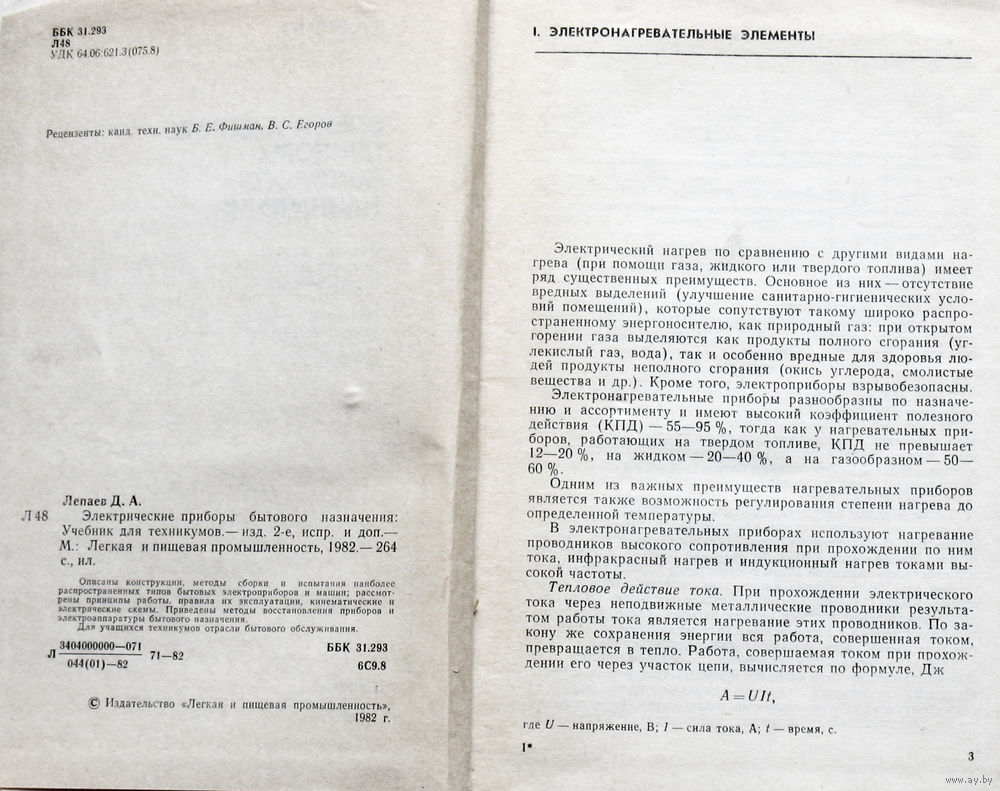 ББК 31.293
Л48
УДК 64.06:621.3(075.8)
Рецензенты: канд. техн. наук Б. Е. Фишман, В. С. Егоров
Лепаев Д. А.
Л48 Электрические приборы бытового назначения:
Учебник для техникумов.— изд. 2-е, испр. и доп.—
М.: Легкая и пищевая промышленность, 1982.— 264
с., ил.
Описаны конструкции, методы сборки и испытания наиболее
распространенных типов бытовых электроприборов и машин; рассмот-
рены принципы работы, правила их эксплуатации, кинематические и
электрические схемы. Приведены методы восстановления приборов и
электроаппаратуры бытового назначения.
Для учащихся техникумов отрасли бытового обслуживания.
3404000000—071
Л 71—82
044(01)—82
ББК 31.293
6С9.8
© Издательство «Легкая и пищевая промышленность»,
1982 г.
I. ЭЛЕКТРОНАГРЕВАТЕЛЬНЫЕ ЭЛЕМЕНТЫ
Электрический нагрев по сравнению с другими видами на-
грева (при помощи газа, жидкого или твердого топлива) имеет
ряд существенных преимуществ. Основное из них — отсутствие
вредных выделений (улучшение санитарно-гигиенических усло-
вий помещений), которые сопутствуют такому широко распро-
страненному энергоносителю, как природный газ: при открытом
горении газа выделяются как продукты полного сгорания (уг-
лекислый газ, вода), так и особенно вредные для здоровья лю-
дей продукты неполного сгорания (окись углерода, смолистые
вещества и др.). Кроме того, электроприборы взрывобезопасны.
Электронагревательные приборы разнообразны по назначе-
нию и ассортименту и имеют высокий коэффициент полезного
действия (КПД) — 55—95 %, тогда как у нагревательных при-
боров, работающих на твердом топливе, КПД не превышает
12—20 %, на жидком — 20—40 %, а на газообразном — 50—
60 %.
Одним из важных преимуществ нагревательных приборов
является также возможность регулирования степени нагрева до
определенной температуры.
В электронагревательных приборах используют нагревание
проводников высокого сопротивления при прохождении по ним
тока, инфракрасный нагрев и индукционный нагрев токами вы-
сокой частоты.
Тепловое действие тока. При прохождении электрического
тока через неподвижные металлические проводники результа-
том работы тока является нагревание этих проводников. По за-
кону же сохранения энергии вся работа, совершенная током,
превращается в тепло. Работа, совершаемая током при прохож-
дении его через участок цепи, вычисляется по формуле, Дж
A = UIt,
где U — напряжение, В; I — сила тока, А; t — время, с.
1*
3
www.ay.by